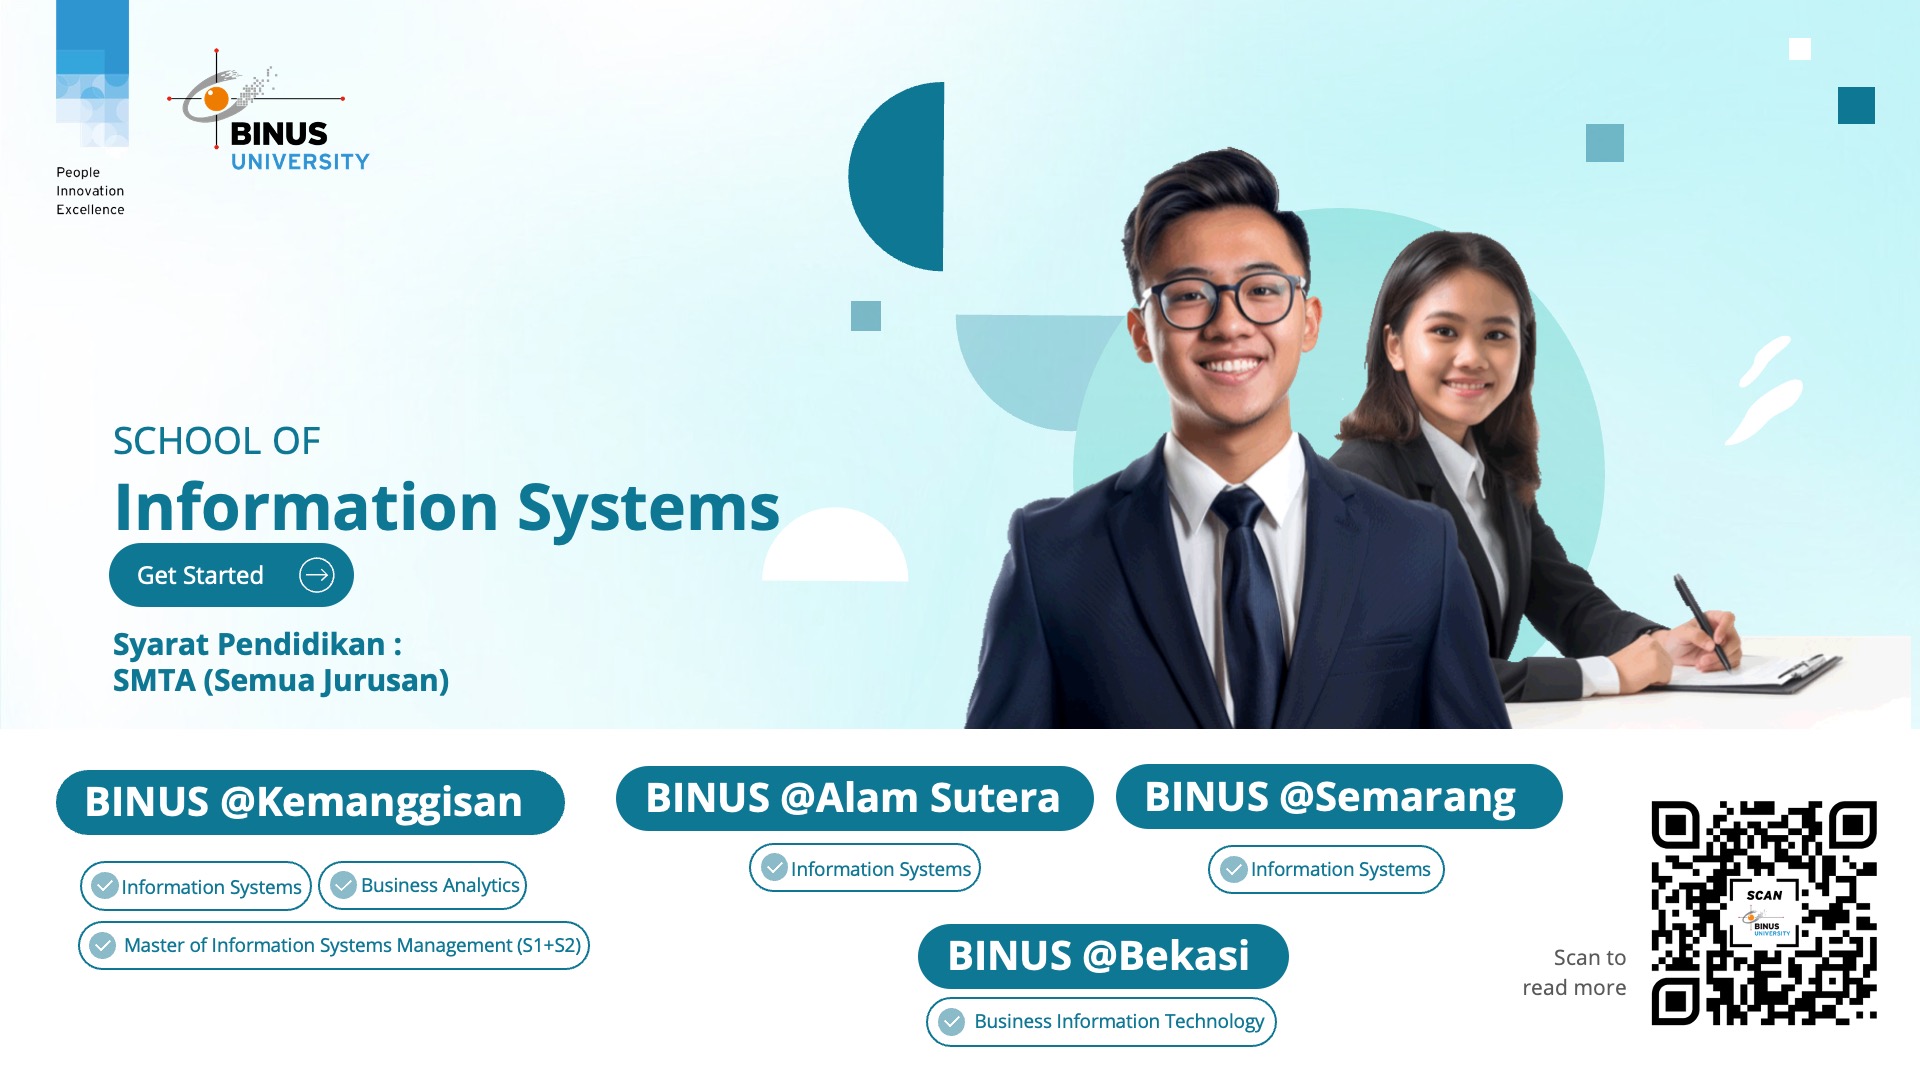 People
Innovation
Excellence
BINUS
UNIVERSITY
SCHOOL OF
Information Systems
Get Started
Syarat Pendidikan :
SMTA (Semua Jurusan)
BINUS @Kemanggisan
Information Systems
Business Analytics
Master of Information Systems Management (S1+S2)
BINUS @Alam Sutera
Information Systems
BINUS @Semarang
Information Systems
BINUS @Bekasi
Business Information Technology
Scan to
read more
SCAN
BINUS
UNIVERSITY